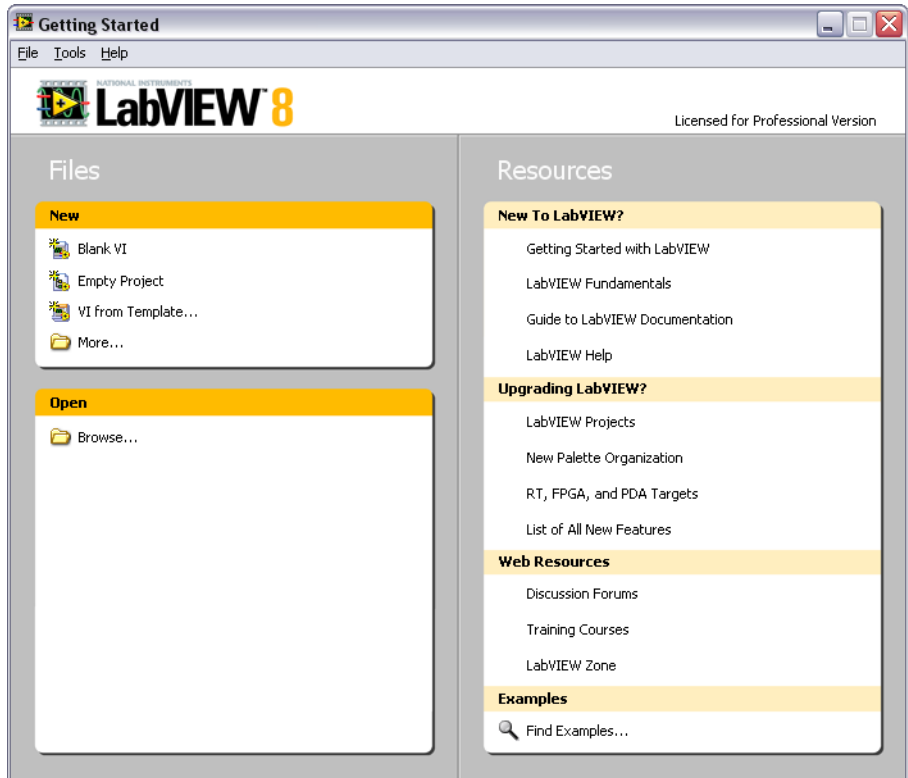 Getting Started
File Tools Help
NATIONAL INSTRUMENTS
LabVIEW™ 8
Licensed for Professional Version
Files
New
Blank VI
Empty Project
VI from Template...
More...
Open
Browse...
Resources
New To LabVIEW?
Getting Started with LabVIEW
LabVIEW Fundamentals
Guide to LabVIEW Documentation
LabVIEW Help
Upgrading LabVIEW?
LabVIEW Projects
New Palette Organization
RT, FPGA, and PDA Targets
List of All New Features
Web Resources
Discussion Forums
Training Courses
LabVIEW Zone
Examples
Find Examples...